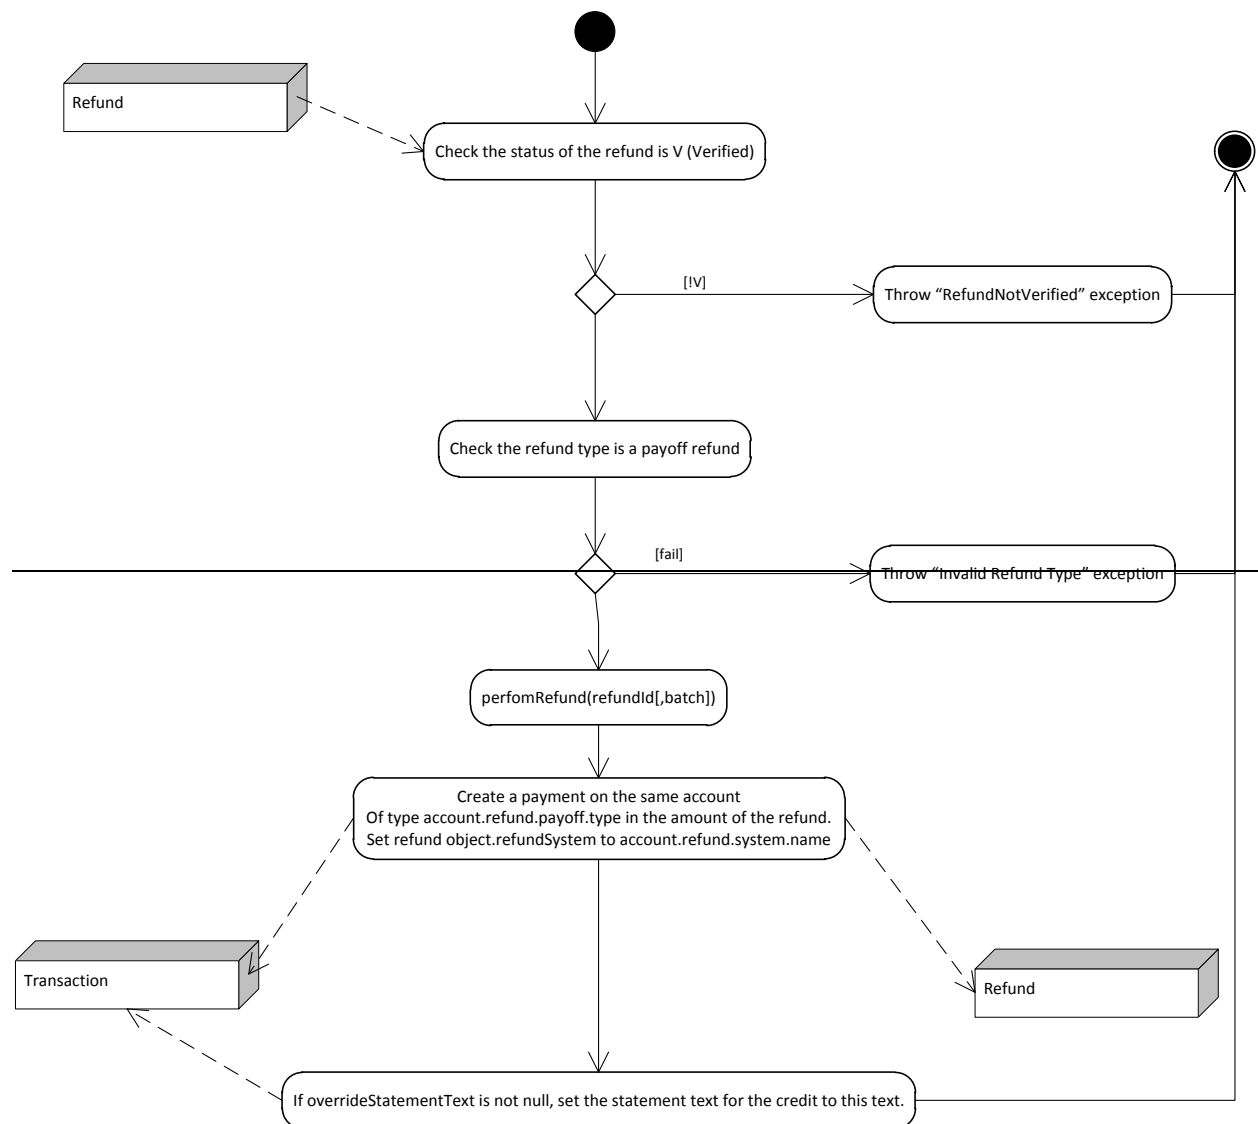 Refund
Check the status of the refund is V (Verified)
[!V]
Throw “RefundNotVerified” exception
Check the refund type is a payoff refund
[fail]
Throw “Invalid Refund Type” exception
perfomRefund(refundId[,batch])
Create a payment on the same account
Of type account.refund.payoff.type in the amount of the refund.
Set refund object.refundSystem to account.refund.system.name
Transaction
Refund
If overrideStatementText is not null, set the statement text for the credit to this text.